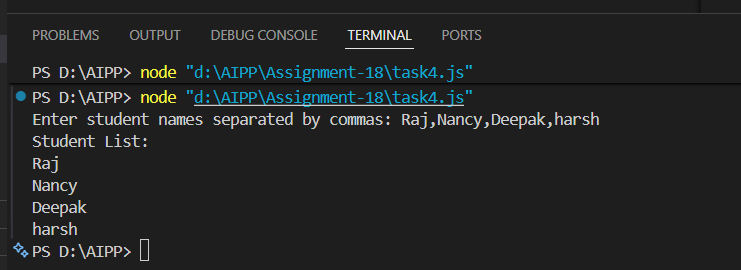 PROBLEMS OUTPUT DEBUG CONSOLE TERMINAL PORTS
PS D:\AIPP> node "d:\AIPP\Assignment-18\task4.js"
PS D:\AIPP> node "d:\AIPP\Assignment-18\task4.js"
Enter student names separated by commas: Raj,Nancy,Deepak,harsh
Student List:
Raj
Nancy
Deepak
harsh
PS D:\AIPP>